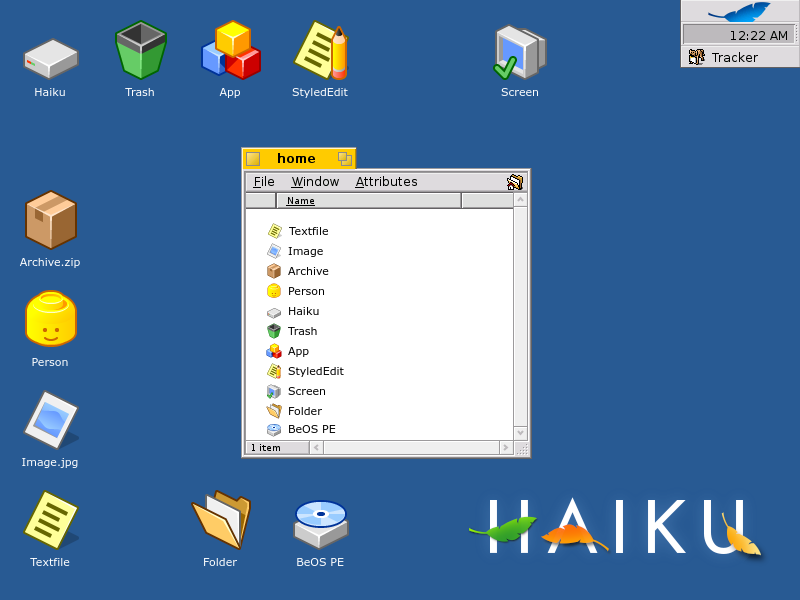 12:22 AM
Tracker
Haiku
Trash
App
StyledEdit
Screen
home
File Window Attributes
Name
Textfile
Image
Archive
Person
Haiku
Trash
App
StyledEdit
Screen
Folder
BeOS PE
1 item
Archive.zip
Person
Image.jpg
Textfile
Folder
BeOS PE
HAIKU